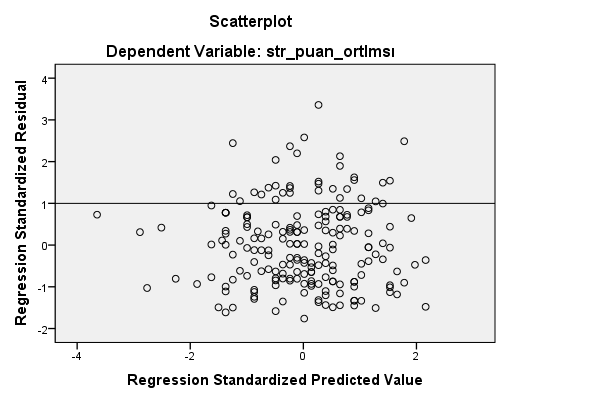 Scatterplot
Dependent Variable: str_puan_ortlmsı
Regression Standardized Residual
4
3
2
1
0
-1
-2
-4
-2
0
2
Regression Standardized Predicted Value